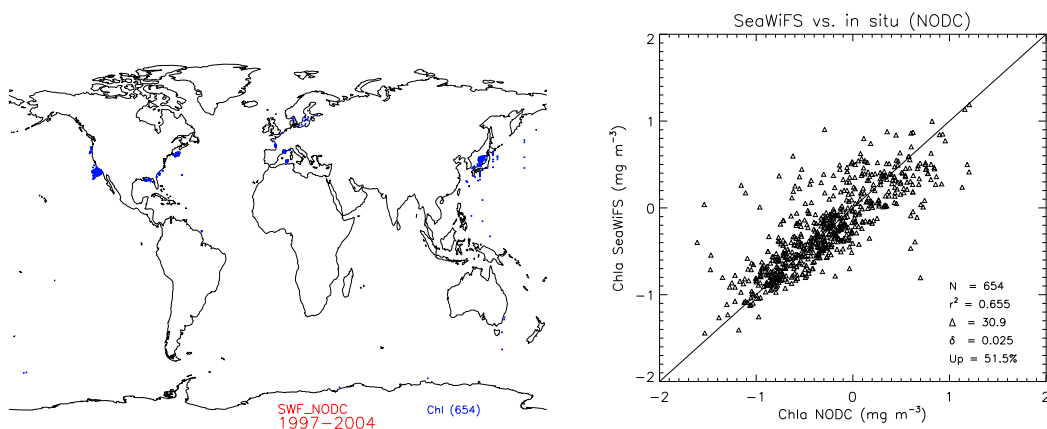 SWF_NODC
1997-2004
Chl (654)
SeaWiFS vs. in situ (NODC)
Chla SeaWiFS (mg m⁻³)
2
1
0
-1
-2
N = 654
r² = 0.655
Δ = 30.9
δ = 0.025
Up = 51.5%
-2 -1 0 1 2
Chla NODC (mg m⁻³)